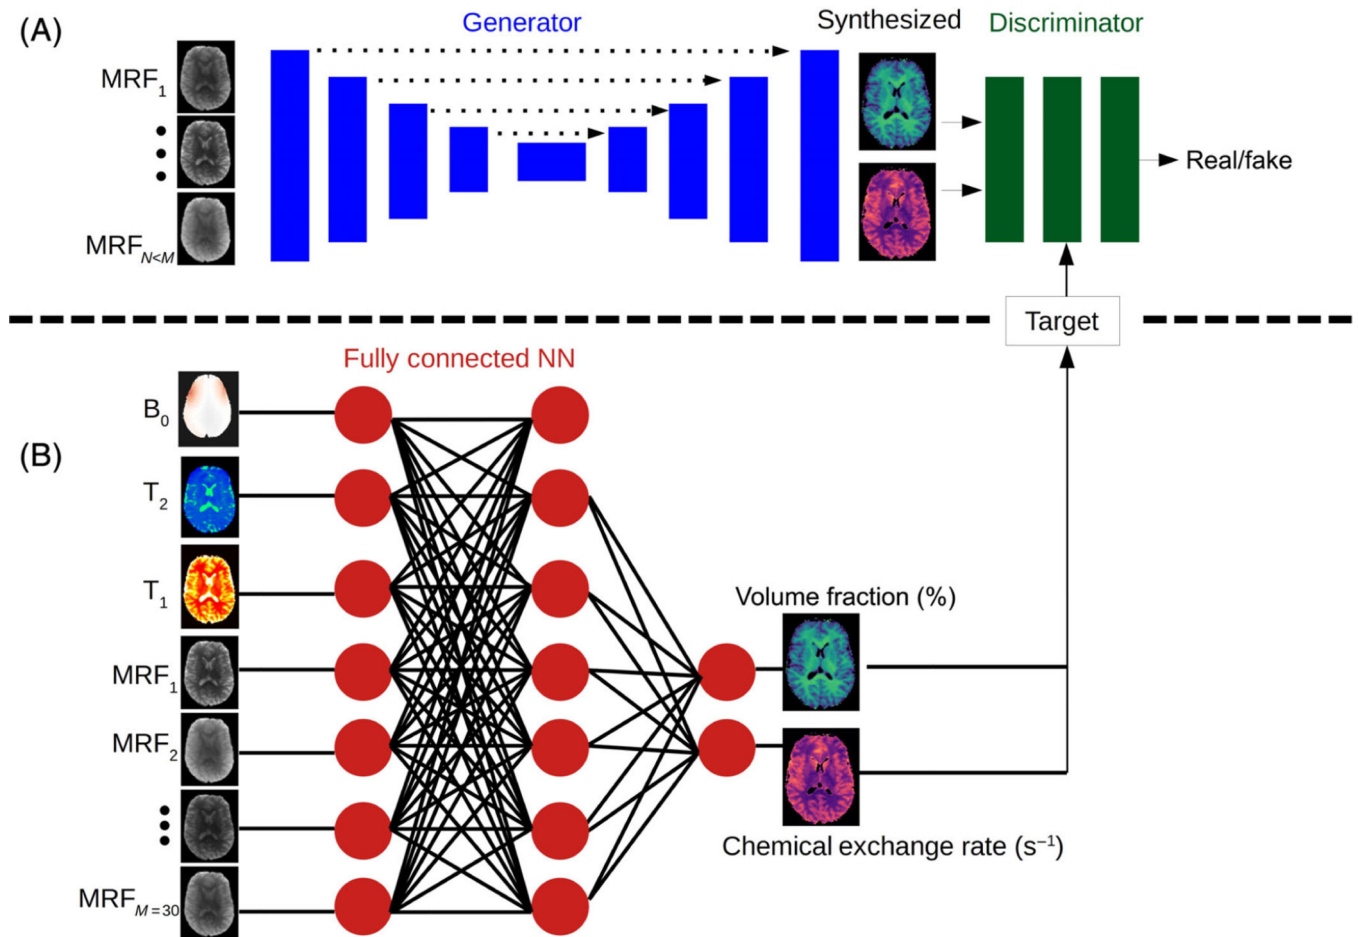 (A)
Generator
Synthesized
Discriminator
MRF1
MRFN<M
Real/fake
Target
Fully connected NN
(B)
B0
T2
T1
MRF1
MRF2
MRFM=30
Volume fraction (%)
Chemical exchange rate (s⁻¹)